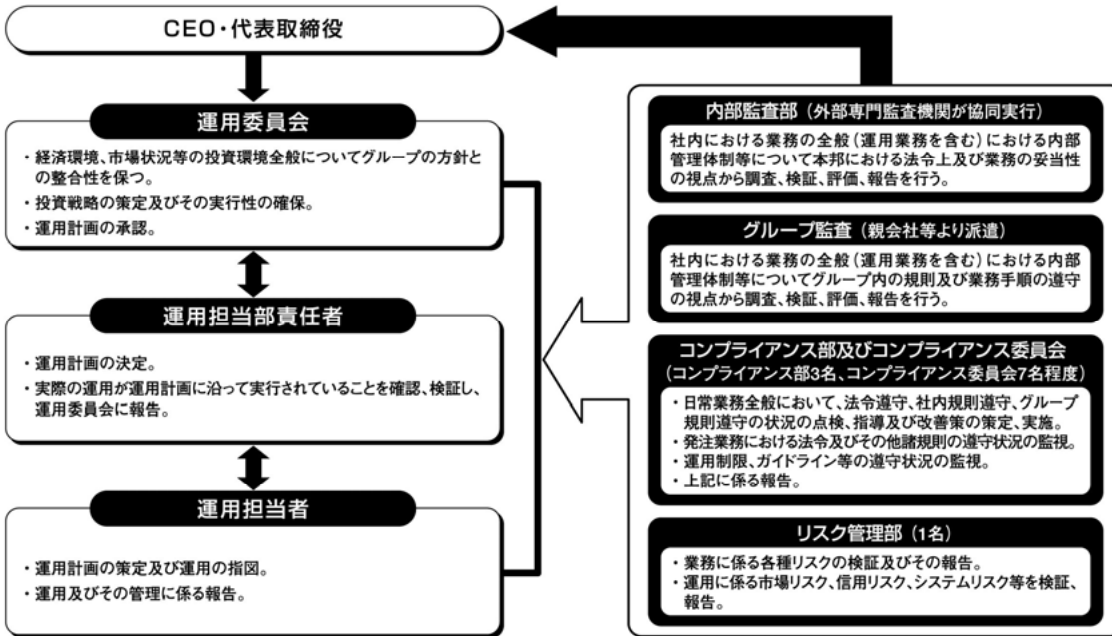 CEO・代表取締役
運用委員会
・経済環境、市場状況等の投資環境全般についてグループの方針と
の整合性を保つ。
・投資戦略の策定及びその実行性の確保。
・運用計画の承認。
運用担当部責任者
・運用計画の決定。
・実際の運用が運用計画に沿って実行されていることを確認、検証し、
運用委員会に報告。
運用担当者
・運用計画の策定及び運用の指図。
・運用及びその管理に係る報告。
内部監査部（外部専門監査機関が協同実行）
社内における業務の全般（運用業務を含む）における内部
管理体制等について本邦における法令上及び業務の妥当性
の視点から調査、検証、評価、報告を行う。
グループ監査（親会社等より派遣）
社内における業務の全般（運用業務を含む）における内部
管理体制等についてグループ内の規則及び業務手順の遵守
の視点から調査、検証、評価、報告を行う。
コンプライアンス部及びコンプライアンス委員会
（コンプライアンス部3名、コンプライアンス委員会7名程度）
・日常業務全般において、法令遵守、社内規則遵守、グループ
規則遵守の状況の点検、指導及び改善策の策定、実施。
・発注業務における法令及びその他諸規則の遵守状況の監視。
・運用制限、ガイドライン等の遵守状況の監視。
・上記に係る報告。
リスク管理部（1名）
・業務に係る各種リスクの検証及びその報告。
・運用に係る市場リスク、信用リスク、システムリスク等を検証、
報告。